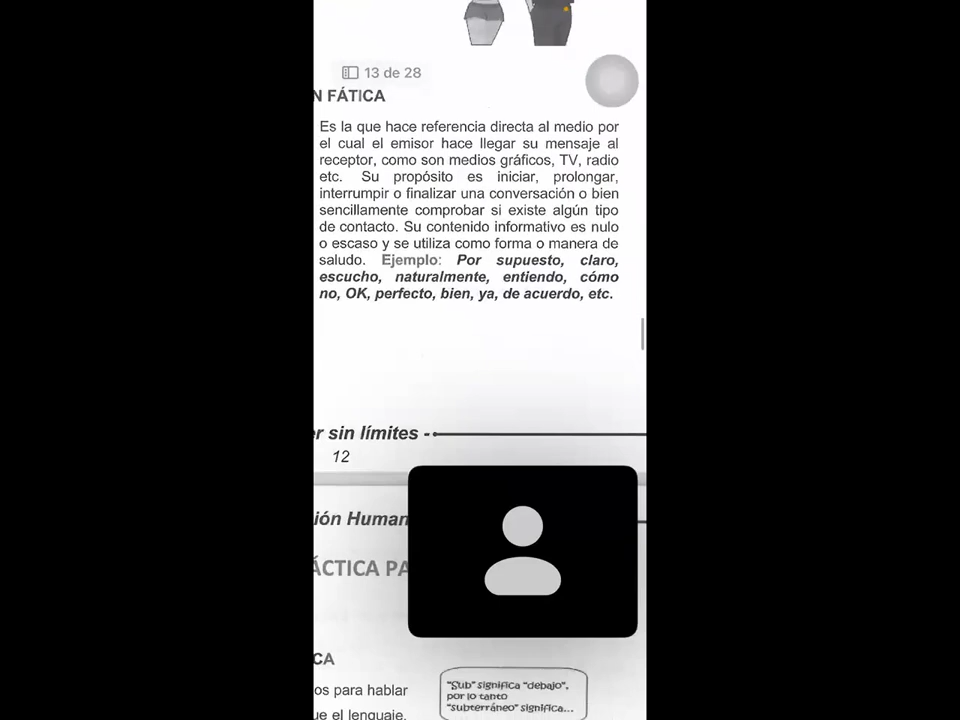 13 de 28
N FÁTICA
Es la que hace referencia directa al medio por
el cual el emisor hace llegar su mensaje al
receptor, como son medios gráficos, TV, radio
etc. Su propósito es iniciar, prolongar,
interrumpir o finalizar una conversación o bien
sencillamente comprobar si existe algún tipo
de contacto. Su contenido informativo es nulo
o escaso y se utiliza como forma o manera de
saludo. Ejemplo: Por supuesto, claro,
escucho, naturalmente, entiendo, cómo
no, OK, perfecto, bien, ya, de acuerdo, etc.
r sin límites -
12
ión Human
ÁCTICA PA
CA
os para hablar
ue el lenguaje,
"Sub" significa "debajo",
por lo tanto
"subterráneo" significa...